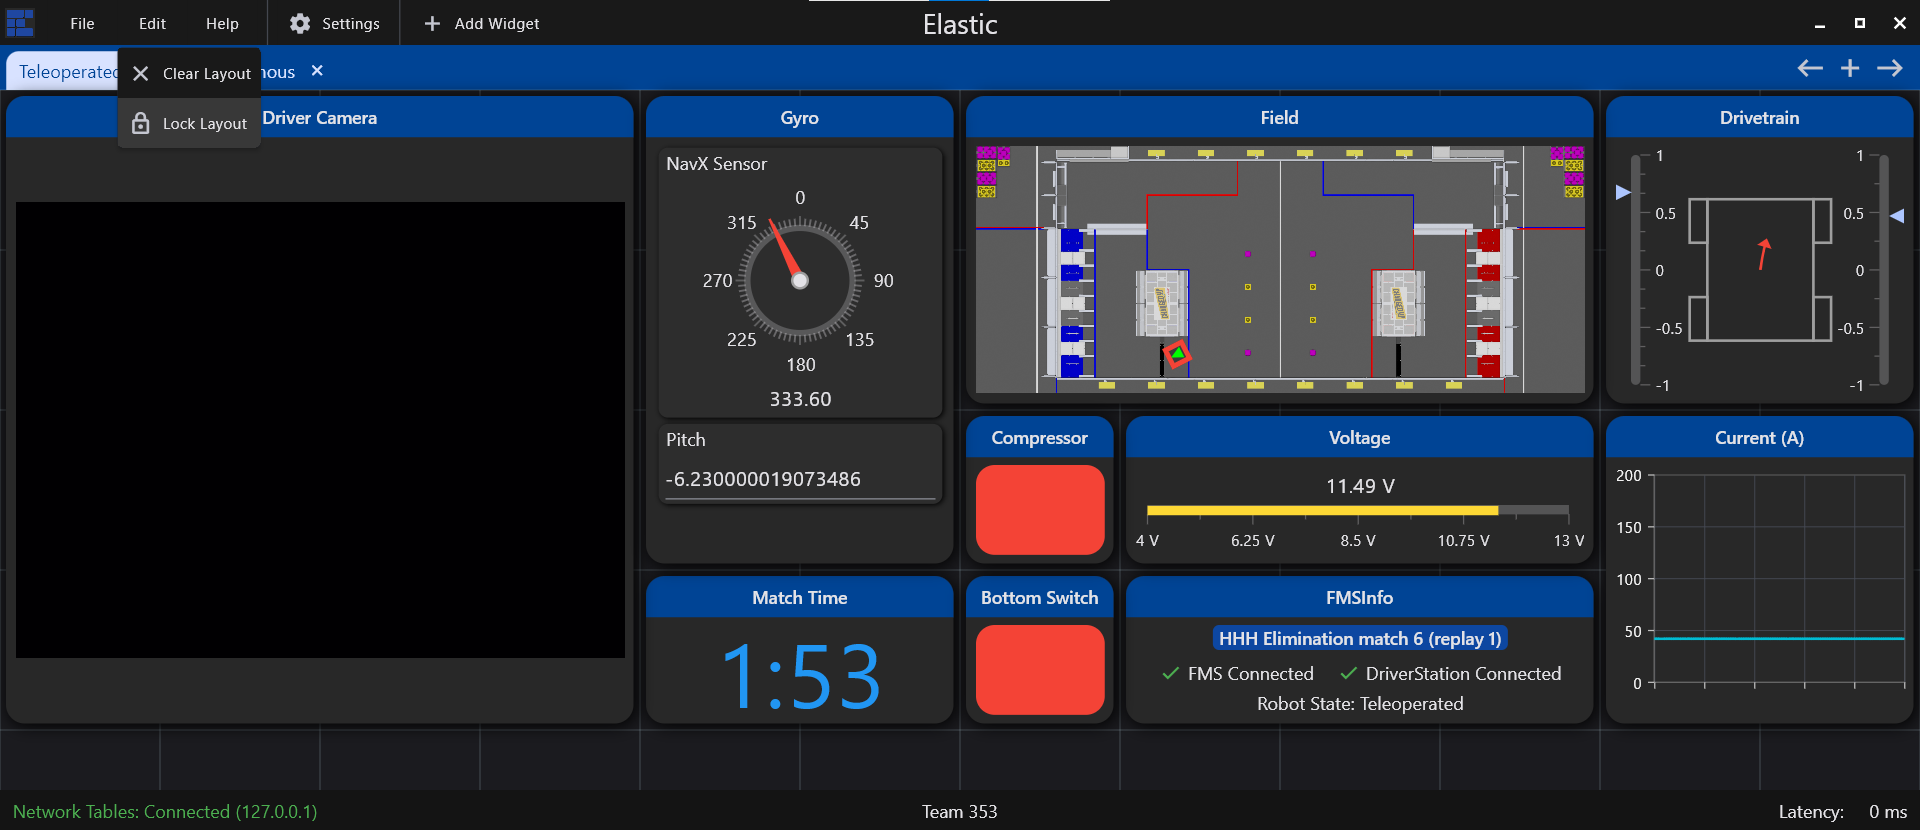 File Edit Help Settings Add Widget Elastic
Teleoperated nous
Clear Layout
Lock Layout
Driver Camera
Gyro
NavX Sensor
0
315 45
270 90
225 135
180
333.60
Pitch
-6.230000019073486
Match Time
1:53
Field
Drivetrain
1 1
0.5 0.5
0 0
-0.5 -0.5
-1 -1
Compressor
Voltage
11.49 V
4 V 6.25 V 8.5 V 10.75 V 13 V
Current (A)
200
150
100
50
0
Bottom Switch
FMSInfo
HHH Elimination match 6 (replay 1)
FMS Connected DriverStation Connected
Robot State: Teleoperated
Network Tables: Connected (127.0.0.1) Team 353 Latency: 0 ms